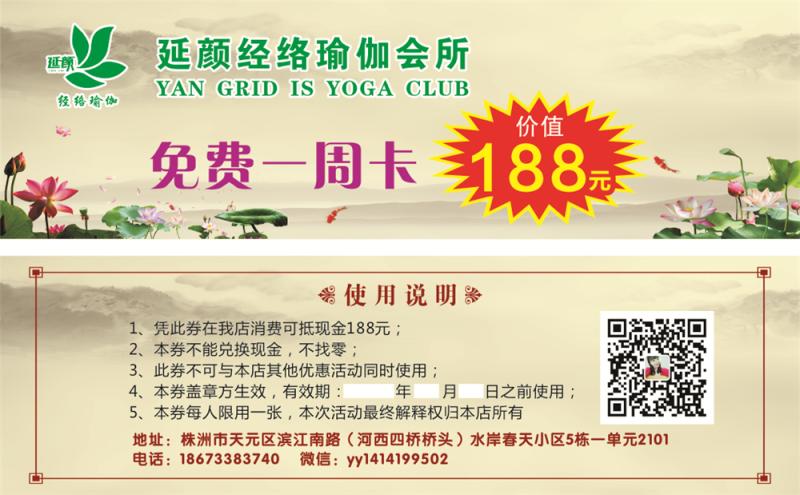 延颜
经络瑜伽
延颜经络瑜伽会所
YAN GRID IS YOGA CLUB
免费一周卡
价值
188元
使用说明
1、凭此券在我店消费可抵现金188元；
2、本券不能兑换现金，不找零；
3、此券不可与本店其他优惠活动同时使用；
4、本券盖章方生效，有效期： 年 月 日之前使用；
5、本券每人限用一张，本次活动最终解释权归本店所有
地址：株洲市天元区滨江南路（河西四桥桥头）水岸春天小区5栋一单元2101
电话：18673383740 微信：yy1414199502